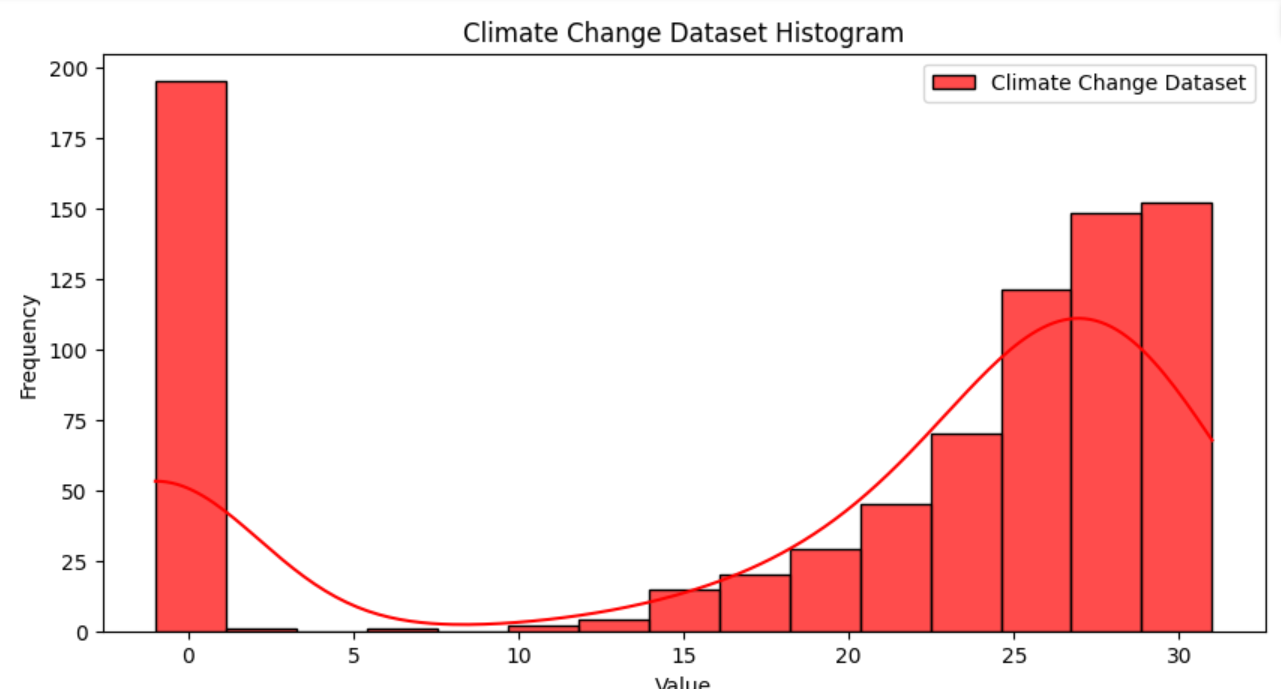 Climate Change Dataset Histogram
Climate Change Dataset
200
175
150
125
100
75
50
25
0
Frequency
0 5 10 15 20 25 30
Value